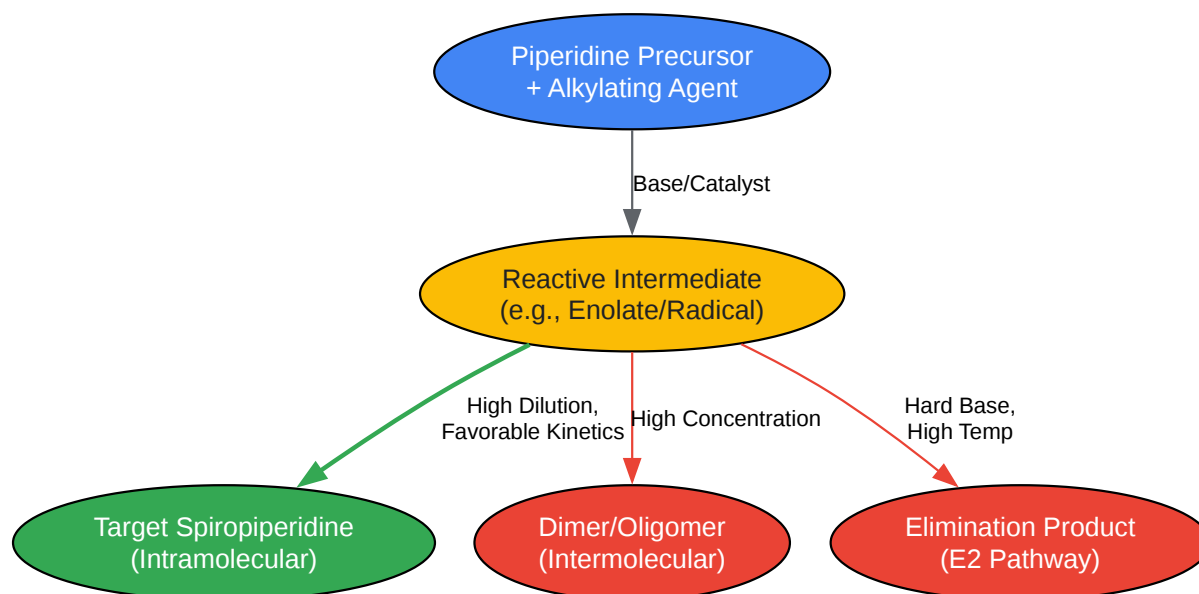 Piperidine Precursor
+ Alkylating Agent
Base/Catalyst
Reactive Intermediate
(e.g., Enolate/Radical)
High Dilution,
Favorable Kinetics
High Concentration
Hard Base,
High Temp
Target Spiropiperidine
(Intramolecular)
Dimer/Oligomer
(Intermolecular)
Elimination Product
(E2 Pathway)